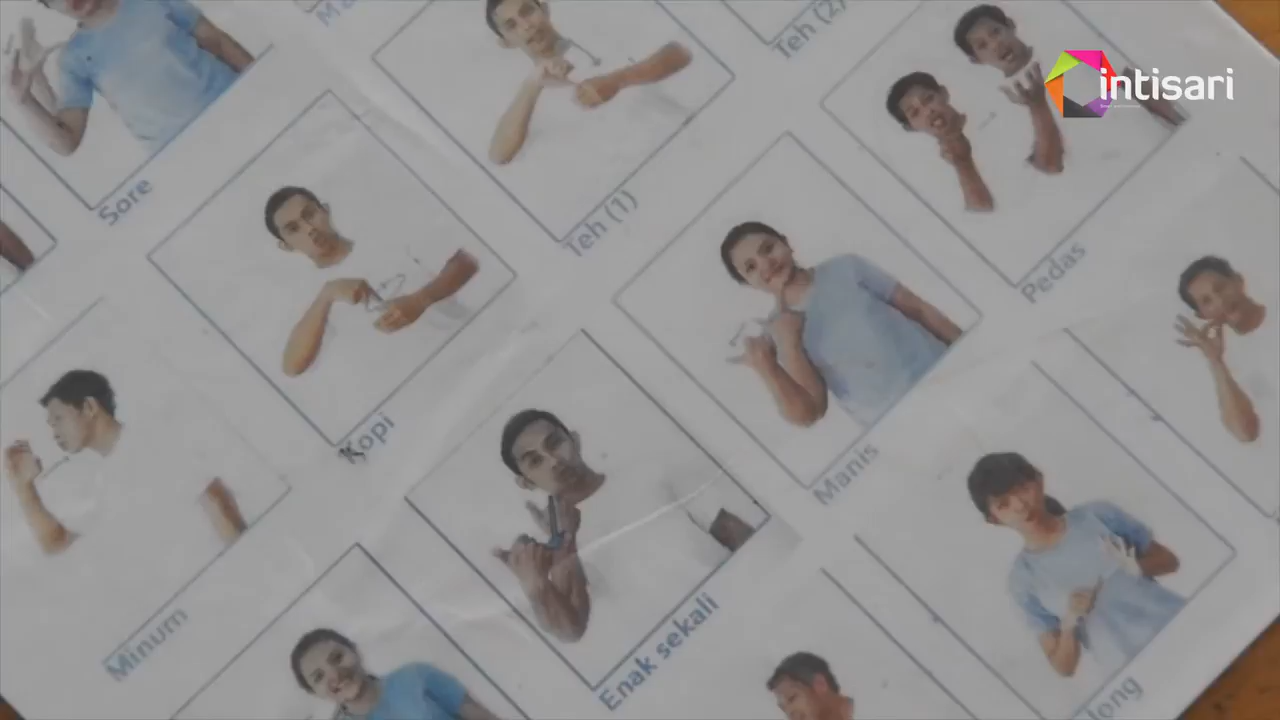 intisari
Sore
Teh (1)
Teh (2)
Kopi
Manis
Pedas
Minum
Enak sekali